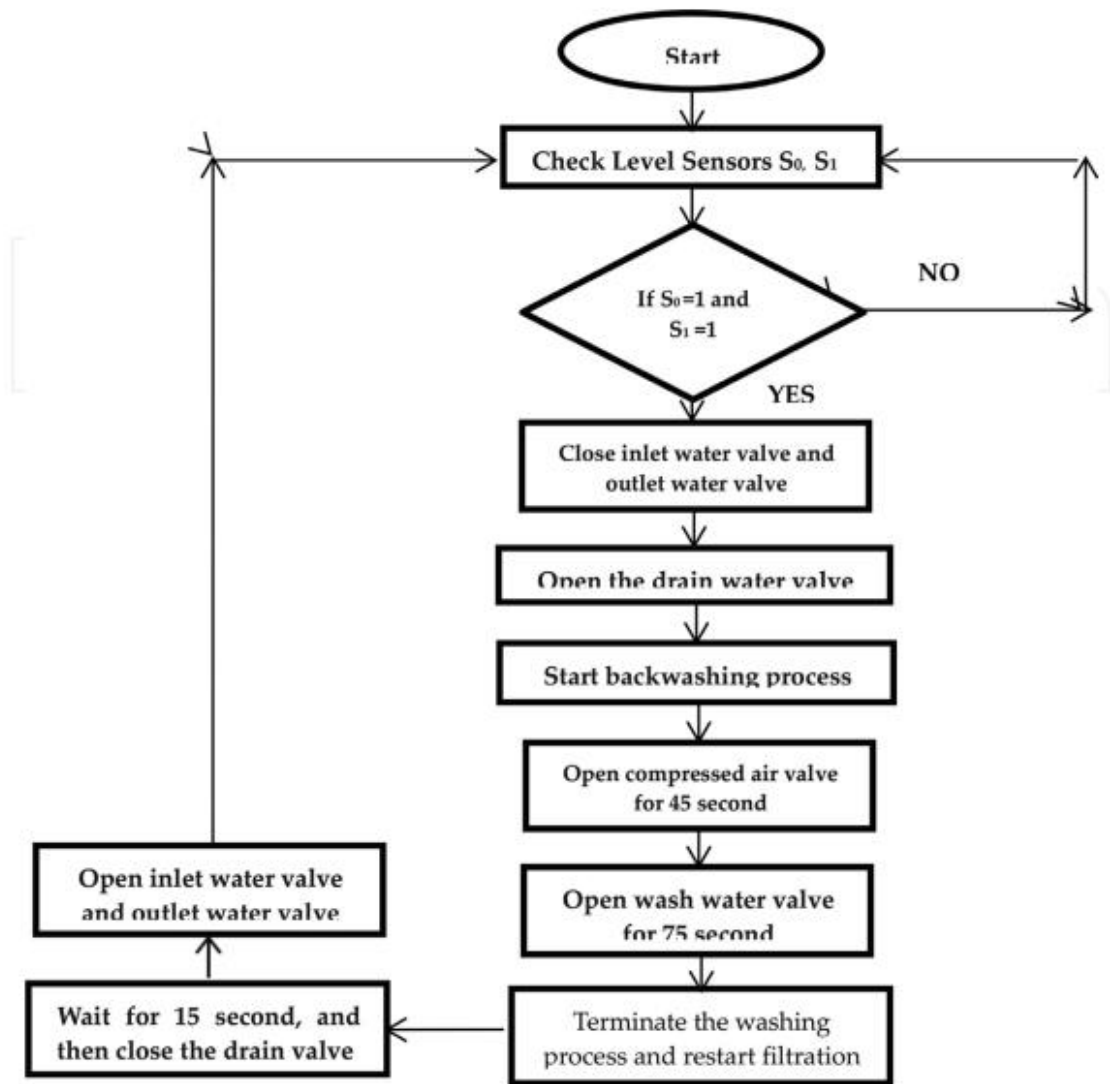 Start
Check Level Sensors S₀, S₁
If S₀=1 and
S₁ =1
NO
YES
Close inlet water valve and
outlet water valve
Open the drain water valve
Start backwashing process
Open compressed air valve
for 45 second
Open wash water valve
for 75 second
Terminate the washing
process and restart filtration
Wait for 15 second, and
then close the drain valve
Open inlet water valve
and outlet water valve